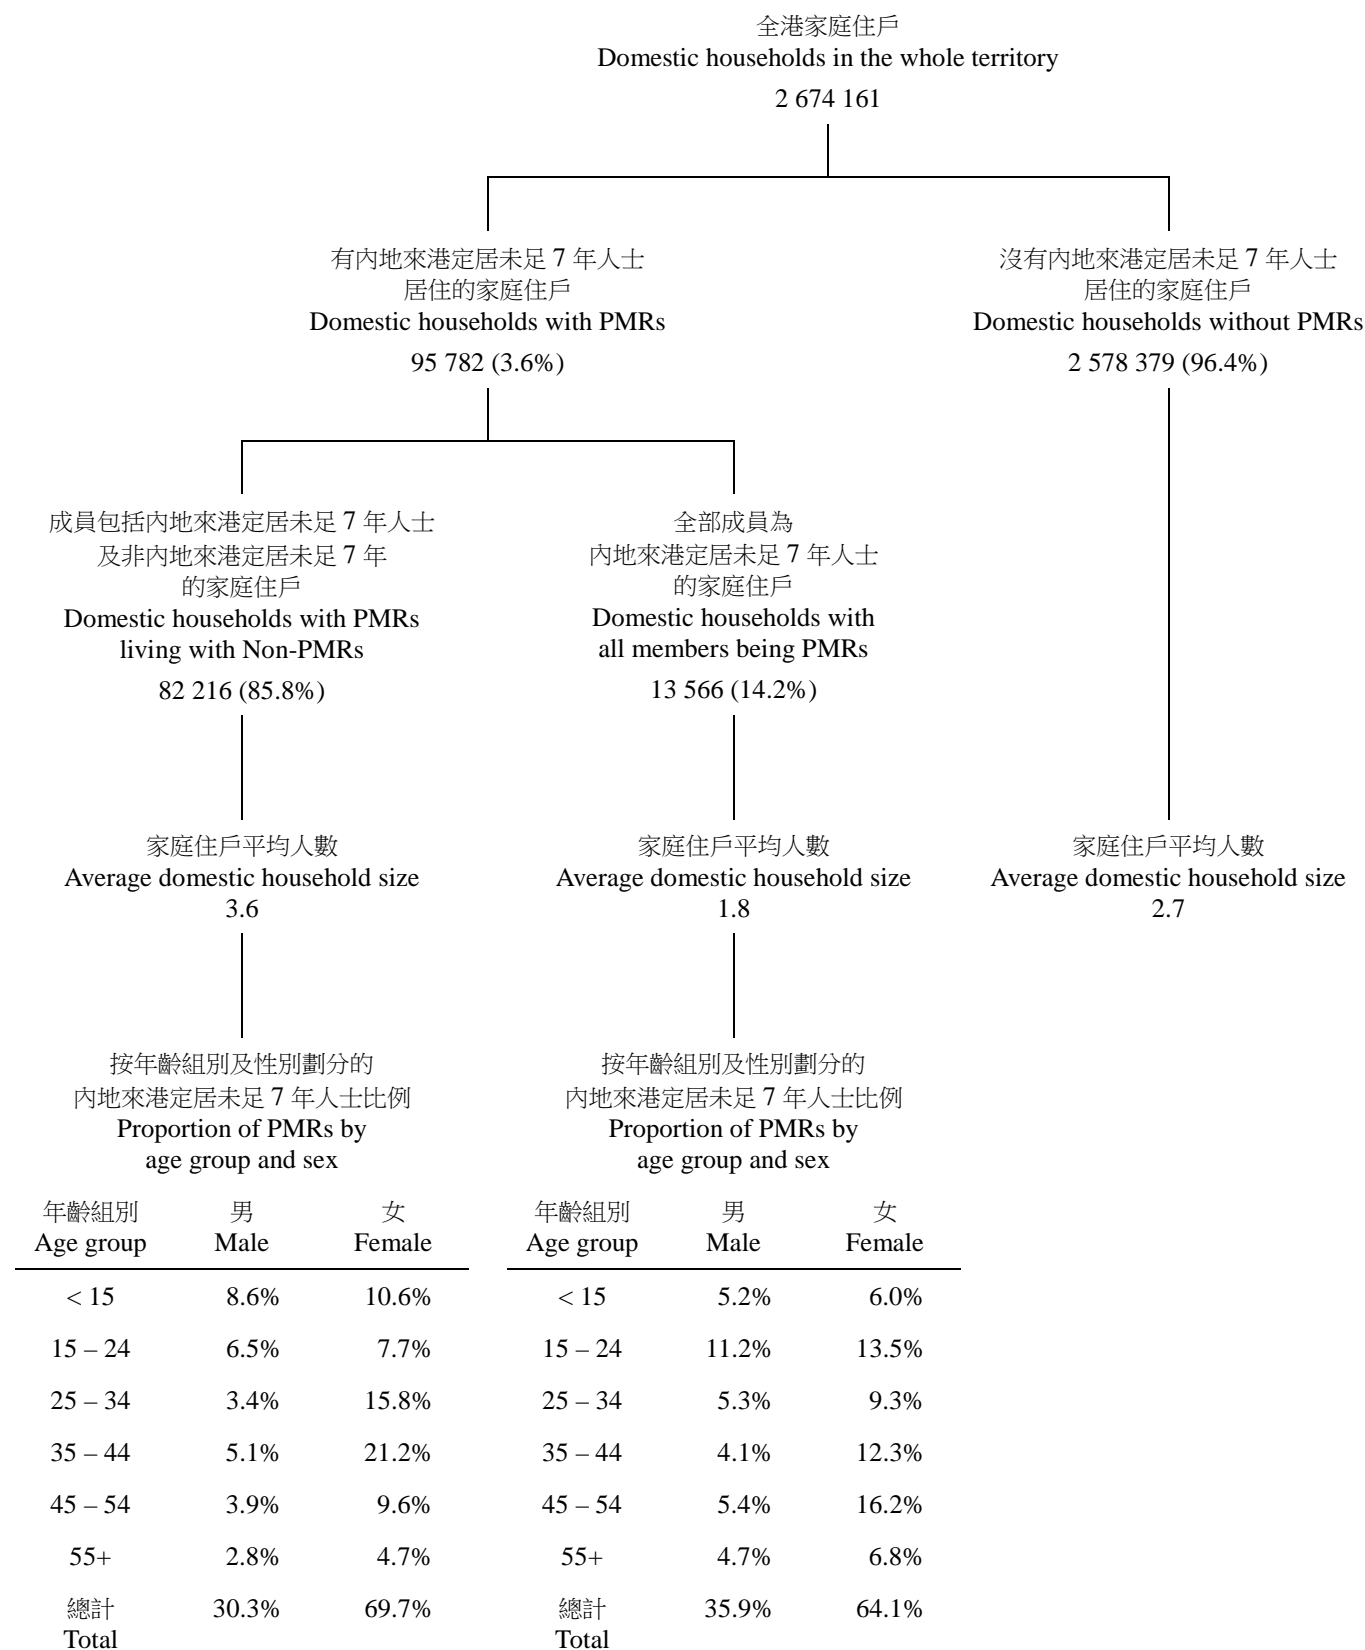 全港家庭住戶
Domestic households in the whole territory
2 674 161
有內地來港定居未足 7 年人士
居住的家庭住戶
Domestic households with PMRs
95 782 (3.6%)
沒有內地來港定居未足 7 年人士
居住的家庭住戶
Domestic households without PMRs
2 578 379 (96.4%)
成員包括內地來港定居未足 7 年人士
及非內地來港定居未足 7 年
的家庭住戶
Domestic households with PMRs
living with Non-PMRs
82 216 (85.8%)
全部成員為
內地來港定居未足 7 年人士
的家庭住戶
Domestic households with
all members being PMRs
13 566 (14.2%)
家庭住戶平均人數
Average domestic household size
3.6
家庭住戶平均人數
Average domestic household size
1.8
家庭住戶平均人數
Average domestic household size
2.7
按年齡組別及性別劃分的
內地來港定居未足 7 年人士比例
Proportion of PMRs by
age group and sex
年齡組別 男 女
Age group Male Female
< 15 8.6% 10.6%
15 – 24 6.5% 7.7%
25 – 34 3.4% 15.8%
35 – 44 5.1% 21.2%
45 – 54 3.9% 9.6%
55+ 2.8% 4.7%
總計 30.3% 69.7%
Total
按年齡組別及性別劃分的
內地來港定居未足 7 年人士比例
Proportion of PMRs by
age group and sex
年齡組別 男 女
Age group Male Female
< 15 5.2% 6.0%
15 – 24 11.2% 13.5%
25 – 34 5.3% 9.3%
35 – 44 4.1% 12.3%
45 – 54 5.4% 16.2%
55+ 4.7% 6.8%
總計 35.9% 64.1%
Total